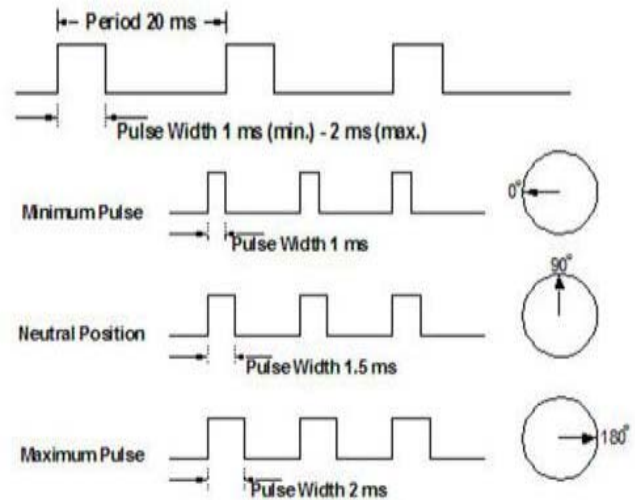 Period 20 ms
Pulse Width 1 ms (min.) - 2 ms (max.)
Minimum Pulse
Pulse Width 1 ms
0°
Neutral Position
Pulse Width 1.5 ms
90°
Maximum Pulse
Pulse Width 2 ms
180°